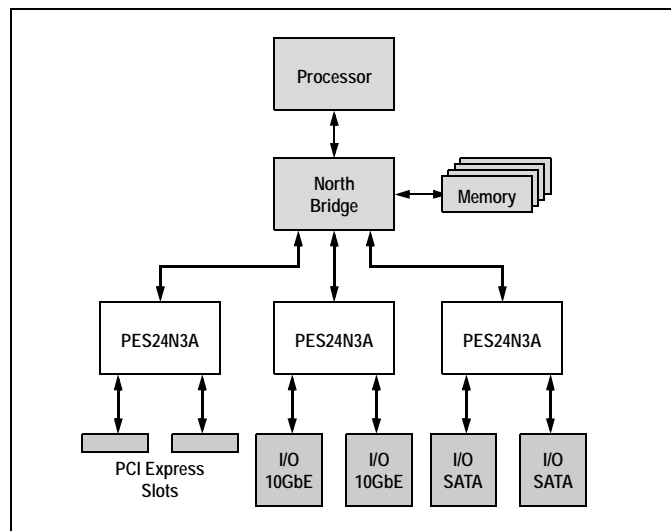 Processor
North
Bridge
Memory
PES24N3A
PES24N3A
PES24N3A
PCI Express
Slots
I/O
10GbE
I/O
10GbE
I/O
SATA
I/O
SATA